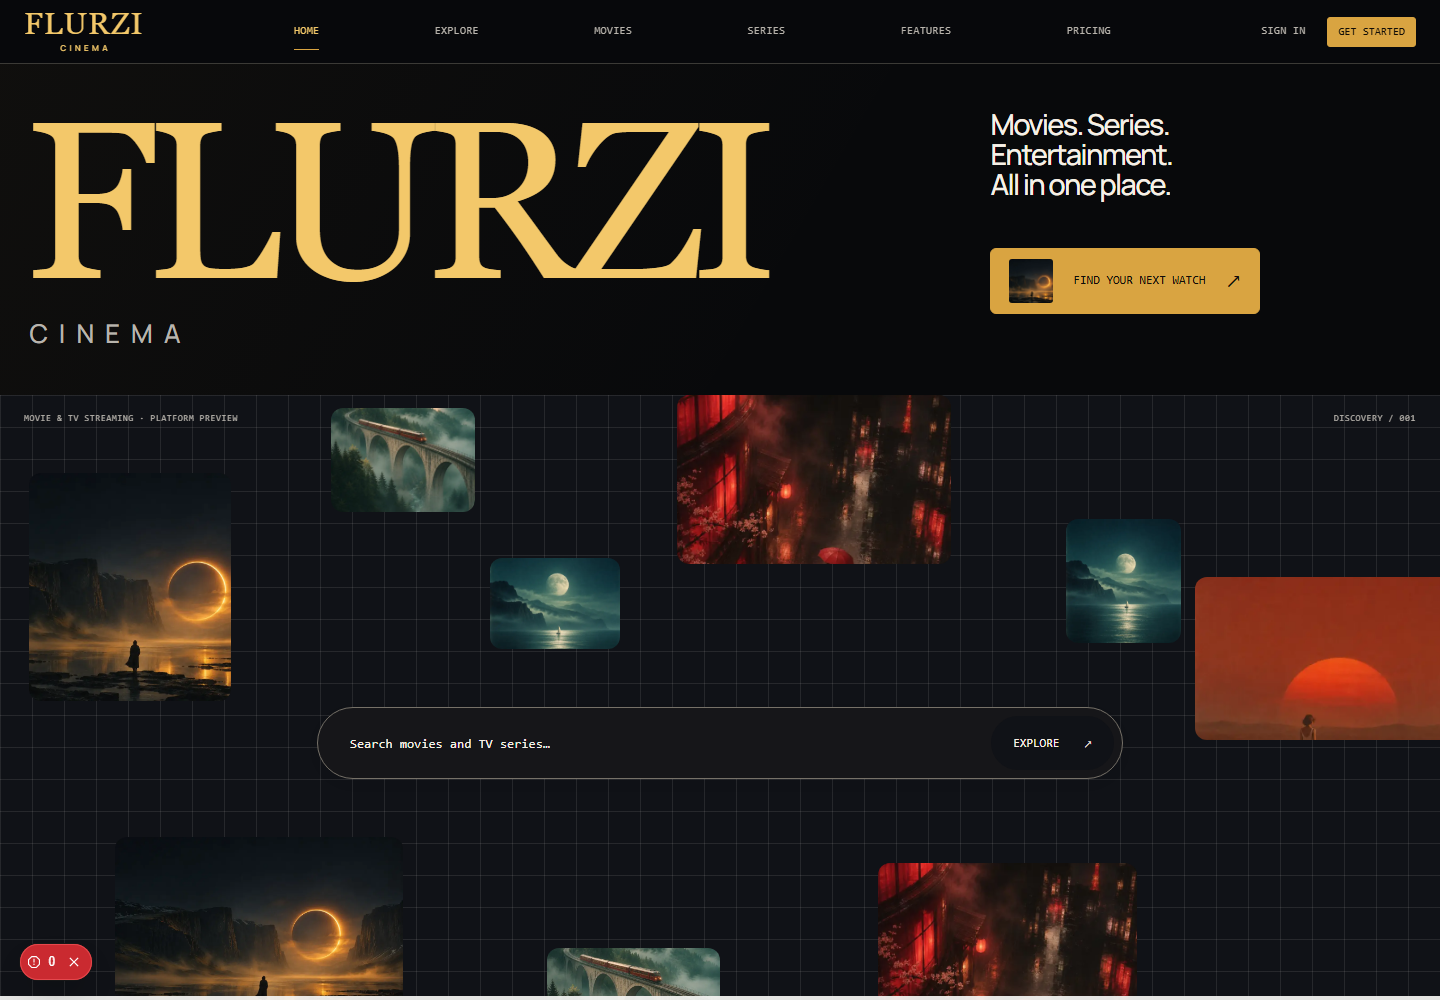 FLURZI
CINEMA
HOME
EXPLORE
MOVIES
SERIES
FEATURES
PRICING
SIGN IN
GET STARTED
FLURZI
CINEMA
Movies. Series.
Entertainment.
All in one place.
FIND YOUR NEXT WATCH ↗
MOVIE & TV STREAMING · PLATFORM PREVIEW
DISCOVERY / 001
Search movies and TV series…
EXPLORE ↗
0